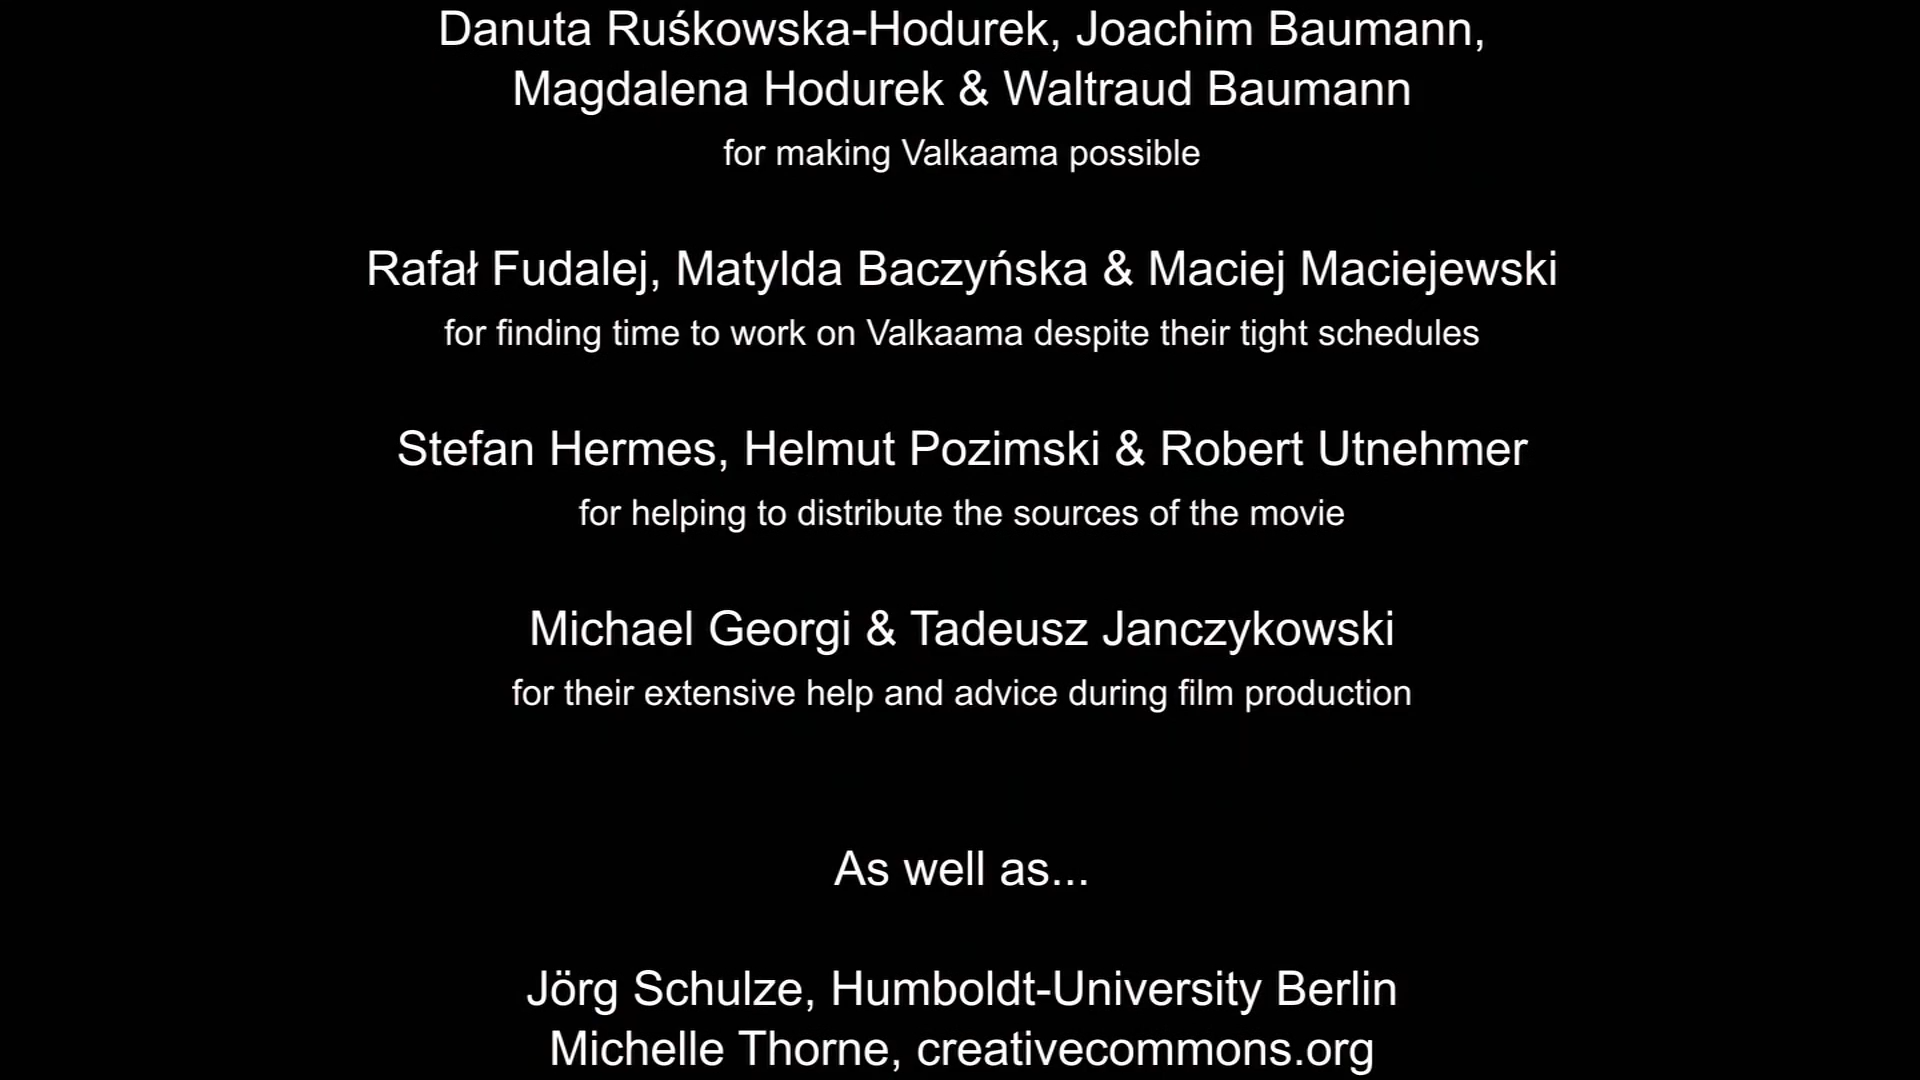 Danuta Ruśkowska-Hodurek, Joachim Baumann,
Magdalena Hodurek & Waltraud Baumann
for making Valkaama possible
Rafał Fudalej, Matylda Baczyńska & Maciej Maciejewski
for finding time to work on Valkaama despite their tight schedules
Stefan Hermes, Helmut Pozimski & Robert Utnehmer
for helping to distribute the sources of the movie
Michael Georgi & Tadeusz Janczykowski
for their extensive help and advice during film production
As well as...
Jörg Schulze, Humboldt-University Berlin
Michelle Thorne, creativecommons.org